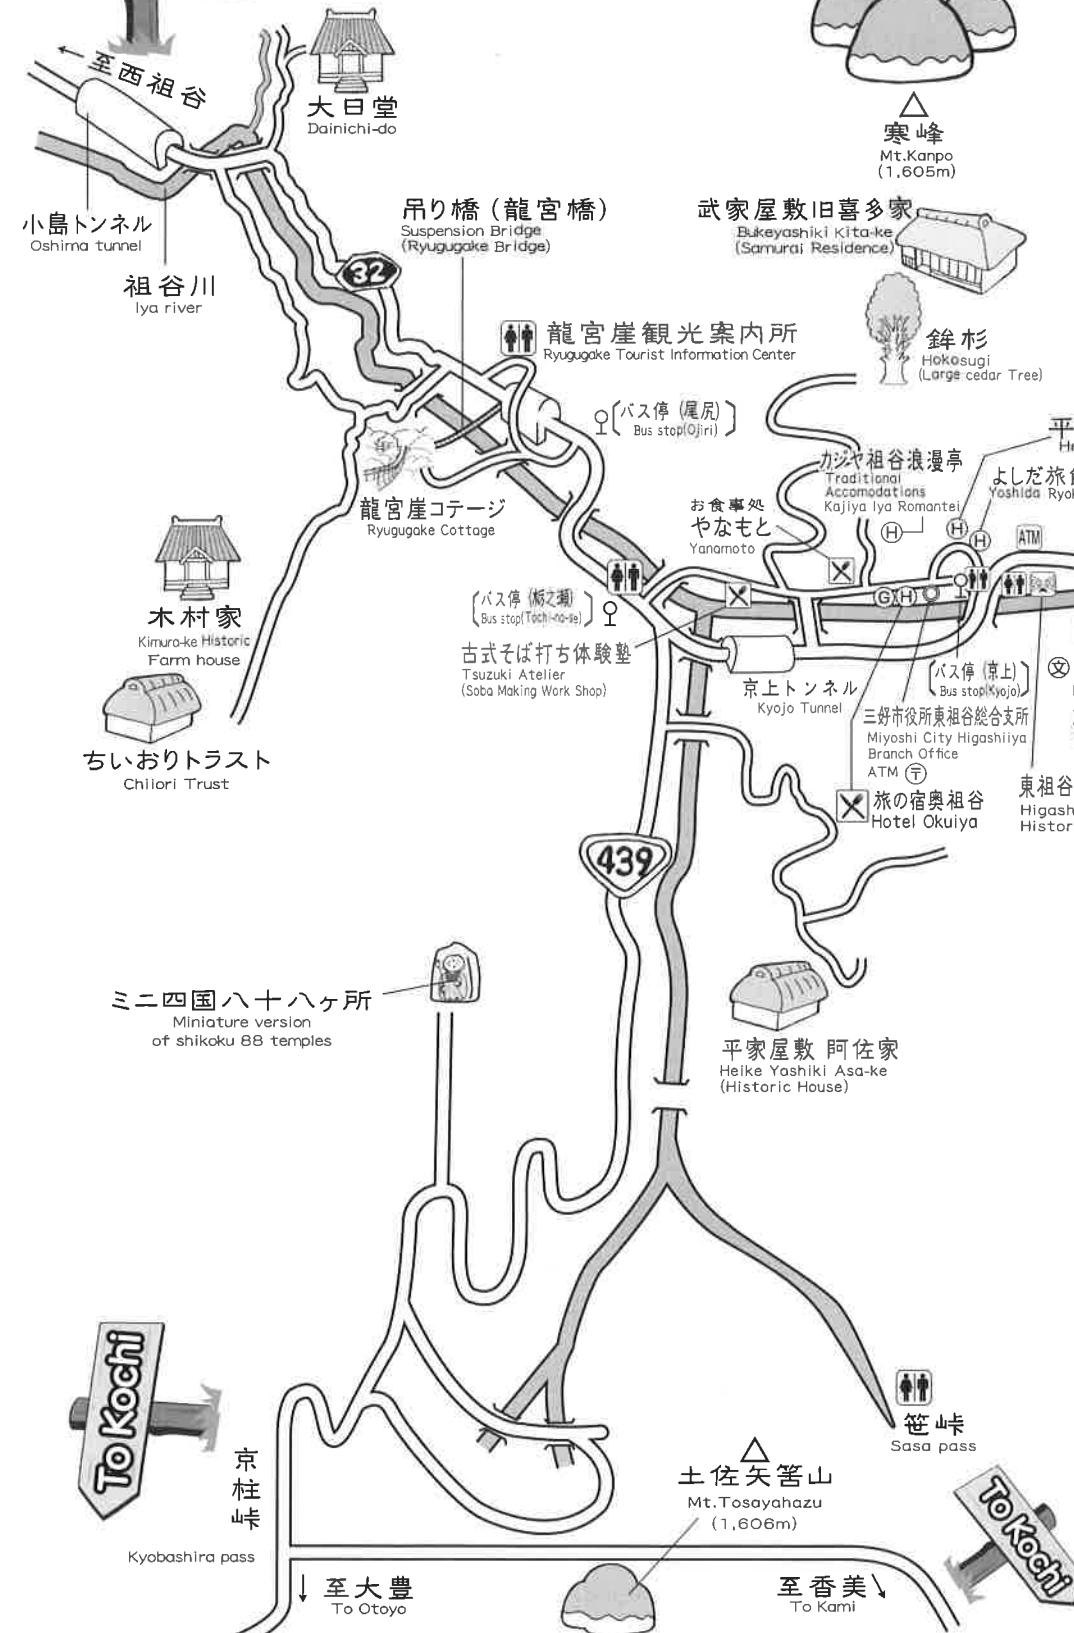 ←至西祖谷
大日堂
Dainichi-do
寒峰
Mt.Kanpo
(1,605m)
小島トンネル
Oshima tunnel
祖谷川
Iya river
32
吊り橋（龍宮橋）
Suspension Bridge
(Ryugugake Bridge)
武家屋敷旧喜多家
Bukeyashiki Kita-ke
(Samurai Residence)
鉾杉
Hokosugi
(Large cedar Tree)
龍宮崖観光案内所
Ryugugake Tourist Information Center
バス停（尾尻）
Bus stop(Ojiri)
龍宮崖コテージ
Ryugugake Cottage
カジヤ祖谷浪漫亭
Traditional
Accomodations
Kajiya Iya Romantei
H
平
よしだ旅
Yoshida Ryo
H
H
ATM
お食事処
やなもと
Yanamoto
木村家
Kimura-ke Historic
Farm house
バス停（栃之瀬）
Bus stop(Tochi-no-se)
古式そば打ち体験塾
Tsuzuki Atelier
(Soba Making Work Shop)
G
H
京上トンネル
Kyojo Tunnel
バス停（京上）
Bus stop(Kyojo)
文
三好市役所東祖谷総合支所
Miyoshi City Higashiiya
Branch Office
ATM 〒
旅の宿奥祖谷
Hotel Okuiya
東祖谷
Higash
Histor
ちいおりトラスト
Chiiori Trust
439
ミニ四国八十八ヶ所
Miniature version
of shikoku 88 temples
平家屋敷 阿佐家
Heike Yashiki Asa-ke
(Historic House)
To Kochi
京柱峠
Kyobashira pass
笹峠
Sasa pass
土佐矢筈山
Mt.Tosayahazu
(1,606m)
To Kochi
↓ 至大豊
To Otoyo
至香美↘
To Kami